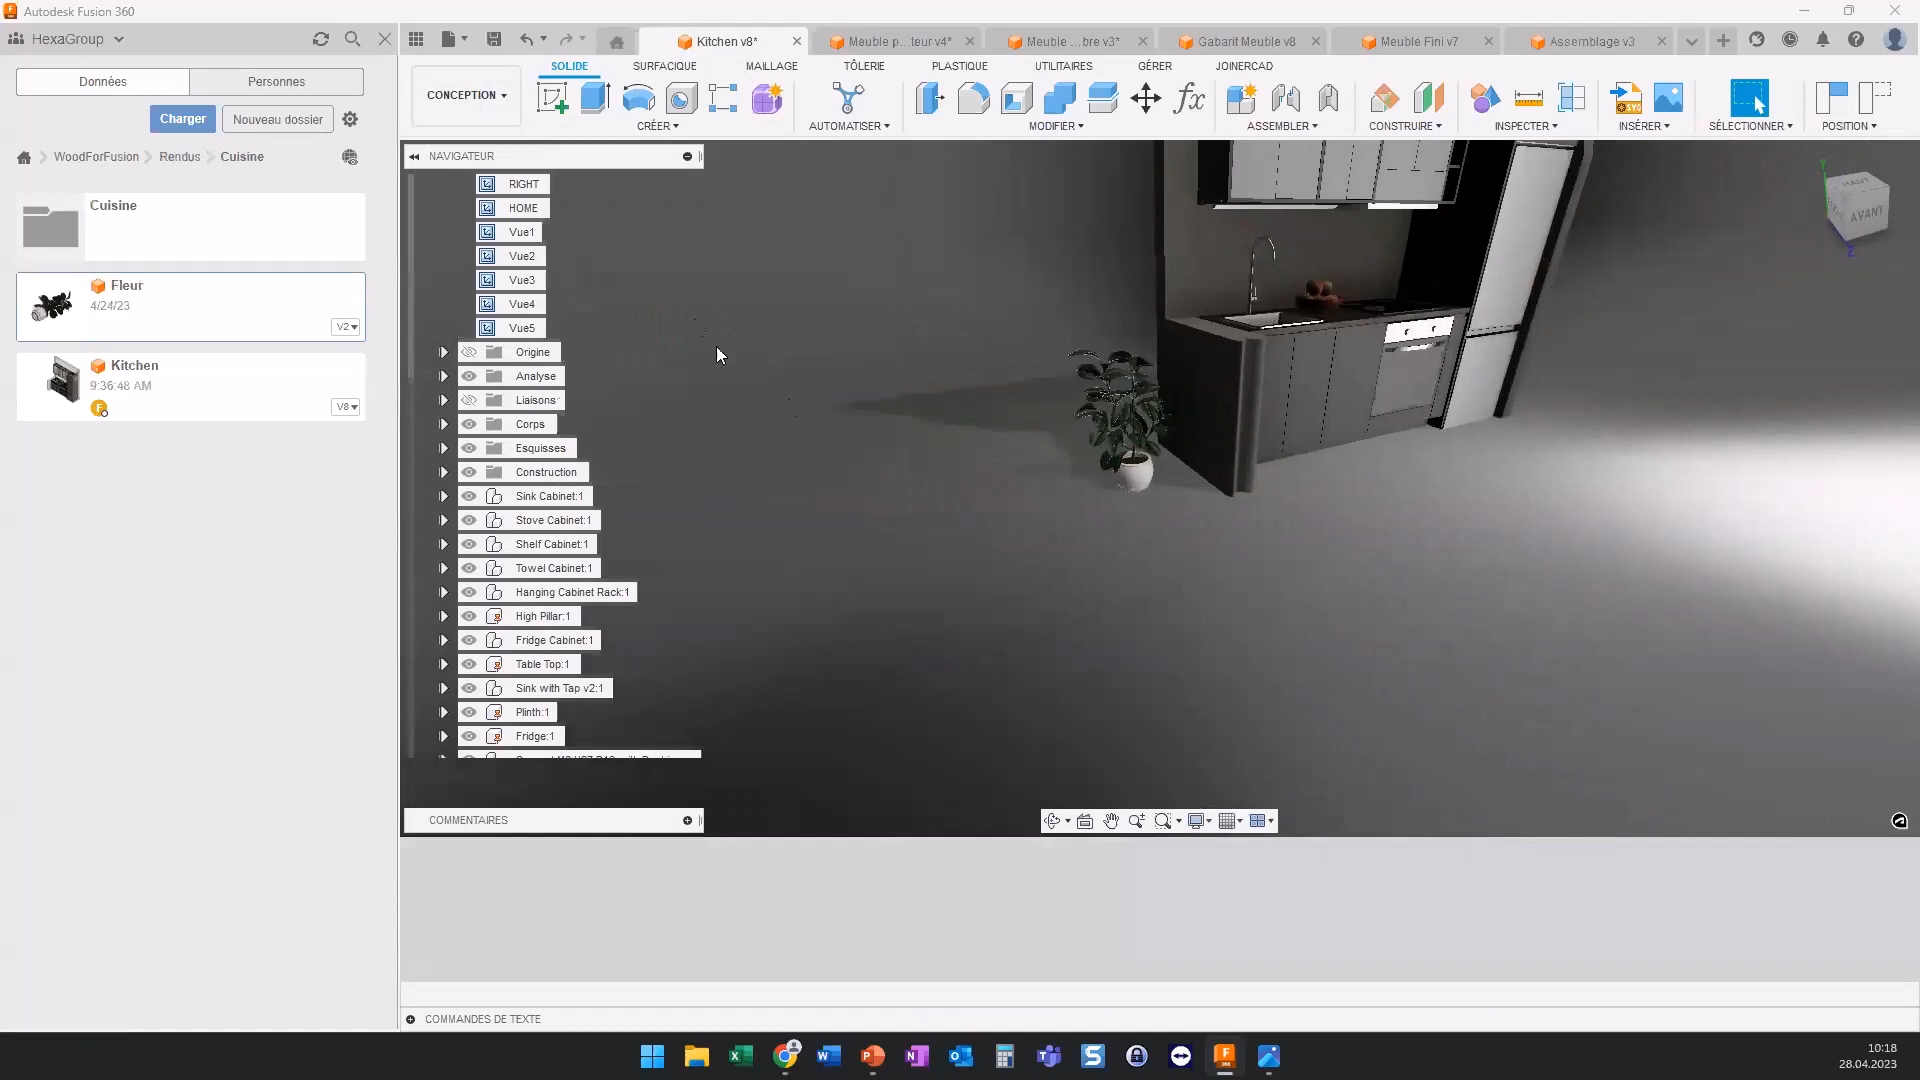 Autodesk Fusion 360
HexaGroup
Kitchen v8*
Meuble p...teur v4*
Meuble ...bre v3*
Gabarit Meuble v8
Meuble Fini v7
Assemblage v3
Données
Personnes
Charger
Nouveau dossier
WoodForFusion
Rendus
Cuisine
Cuisine
Fleur
4/24/23
V2
Kitchen
9:36:48 AM
V8
CONCEPTION
SOLIDE
SURFACIQUE
MAILLAGE
TÔLERIE
PLASTIQUE
UTILITAIRES
GÉRER
JOINERCAD
CRÉER
AUTOMATISER
MODIFIER
ASSEMBLER
CONSTRUIRE
INSPECTER
INSÉRER
SÉLECTIONNER
POSITION
NAVIGATEUR
RIGHT
HOME
Vue1
Vue2
Vue3
Vue4
Vue5
Origine
Analyse
Liaisons
Corps
Esquisses
Construction
Sink Cabinet:1
Stove Cabinet:1
Shelf Cabinet:1
Towel Cabinet:1
Hanging Cabinet Rack:1
High Pillar:1
Fridge Cabinet:1
Table Top:1
Sink with Tap v2:1
Plinth:1
Fridge:1
HAUT
AVANT
Y
Z
COMMENTAIRES
COMMANDES DE TEXTE
10:18
28.04.2023